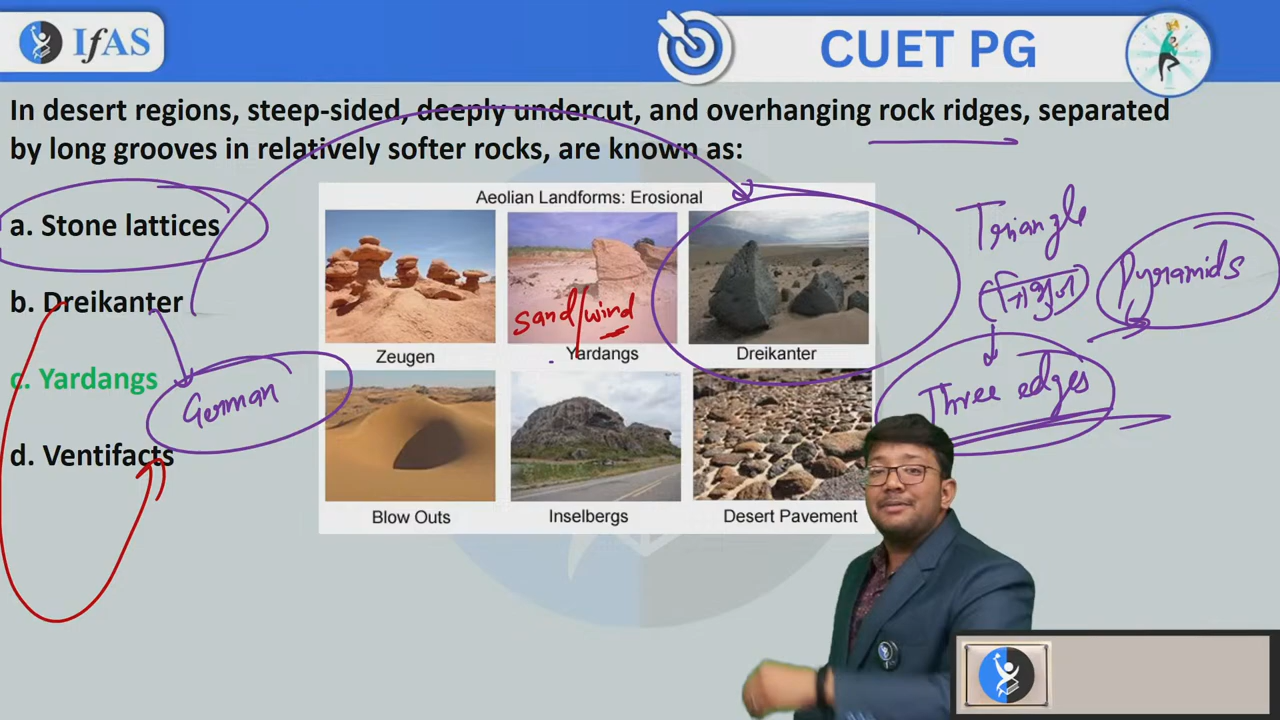 IfAS
CUET PG
In desert regions, steep-sided, deeply undercut, and overhanging rock ridges, separated
by long grooves in relatively softer rocks, are known as:
a. Stone lattices
b. Dreikanter
c. Yardangs
d. Ventifacts
German
Aeolian Landforms: Erosional
sand/wind
Zeugen
Yardangs
Dreikanter
Blow Outs
Inselbergs
Desert Pavement
Triangle
(त्रिभुज)
Pyramids
Three edges